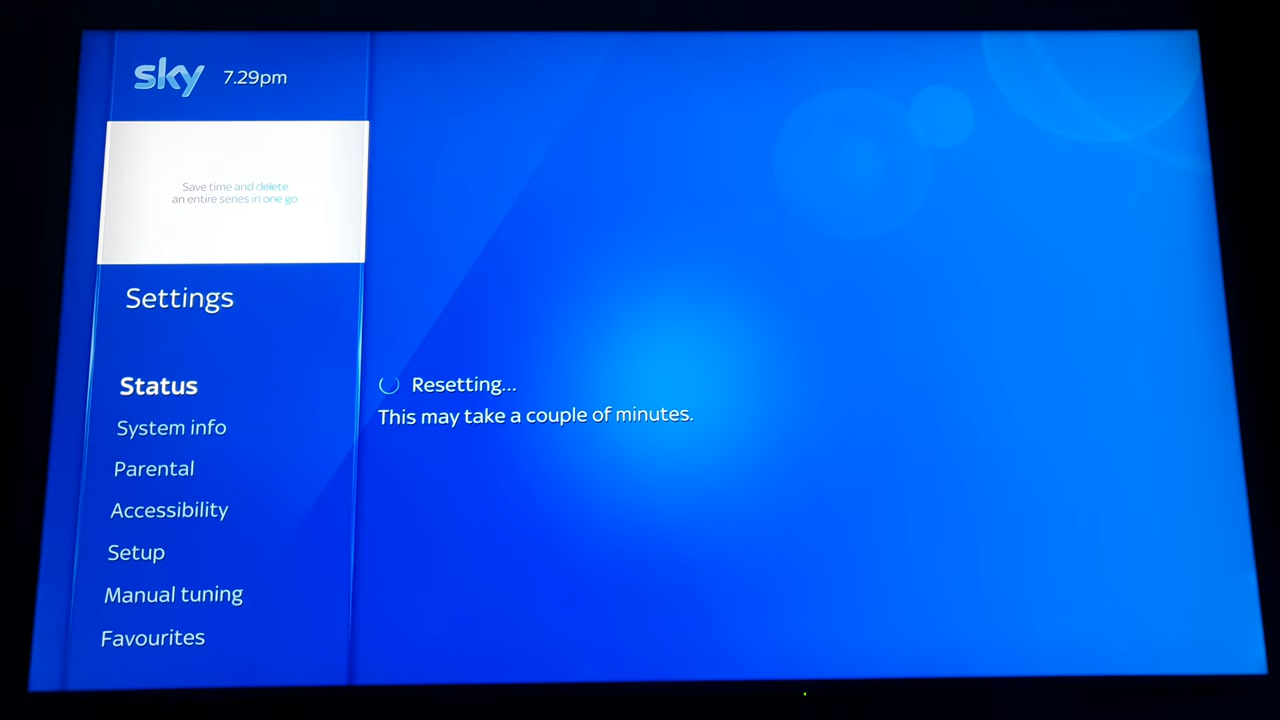 sky 7.29pm
Save time and delete
an entire series in one go
Settings
Status
Resetting...
This may take a couple of minutes.
System info
Parental
Accessibility
Setup
Manual tuning
Favourites